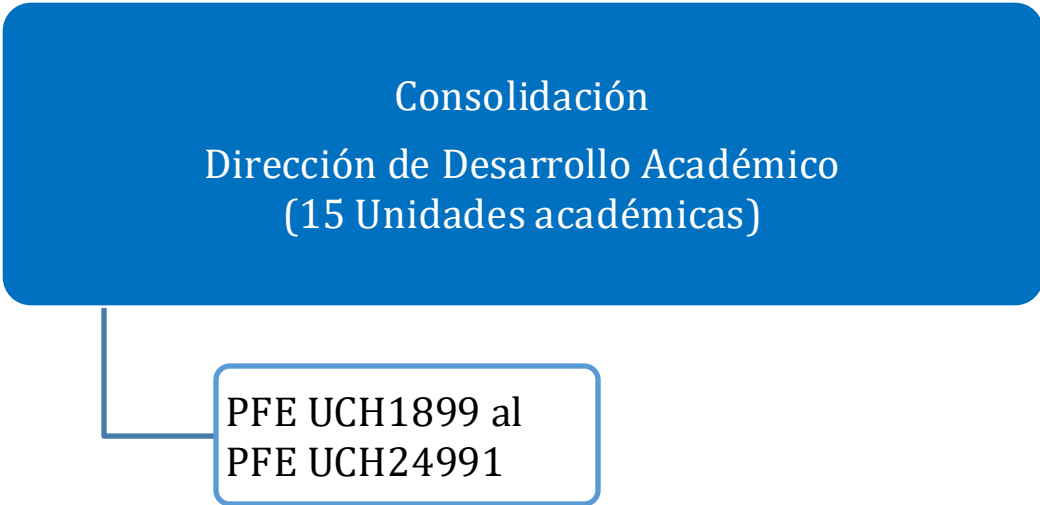 Consolidación
Dirección de Desarrollo Académico
(15 Unidades académicas)
PFE UCH1899 al
PFE UCH24991